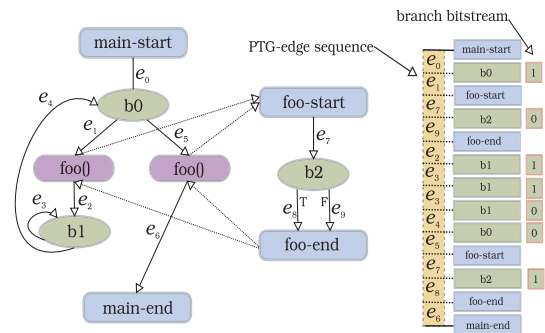 branch bitstream
PTG-edge sequence
main-start
e0
b0
e4
e1
e5
foo()
foo()
e3
e2
b1
e6
main-end
foo-start
e7
b2
e8 T F e9
foo-end
main-start
e0
b0 1
e1
foo-start
e7
b2 0
e9
foo-end
e2
b1 1
e3
b1 1
e3
b1 0
e4
b0 0
e5
foo-start
e7
b2 1
e8
foo-end
e6
main-end